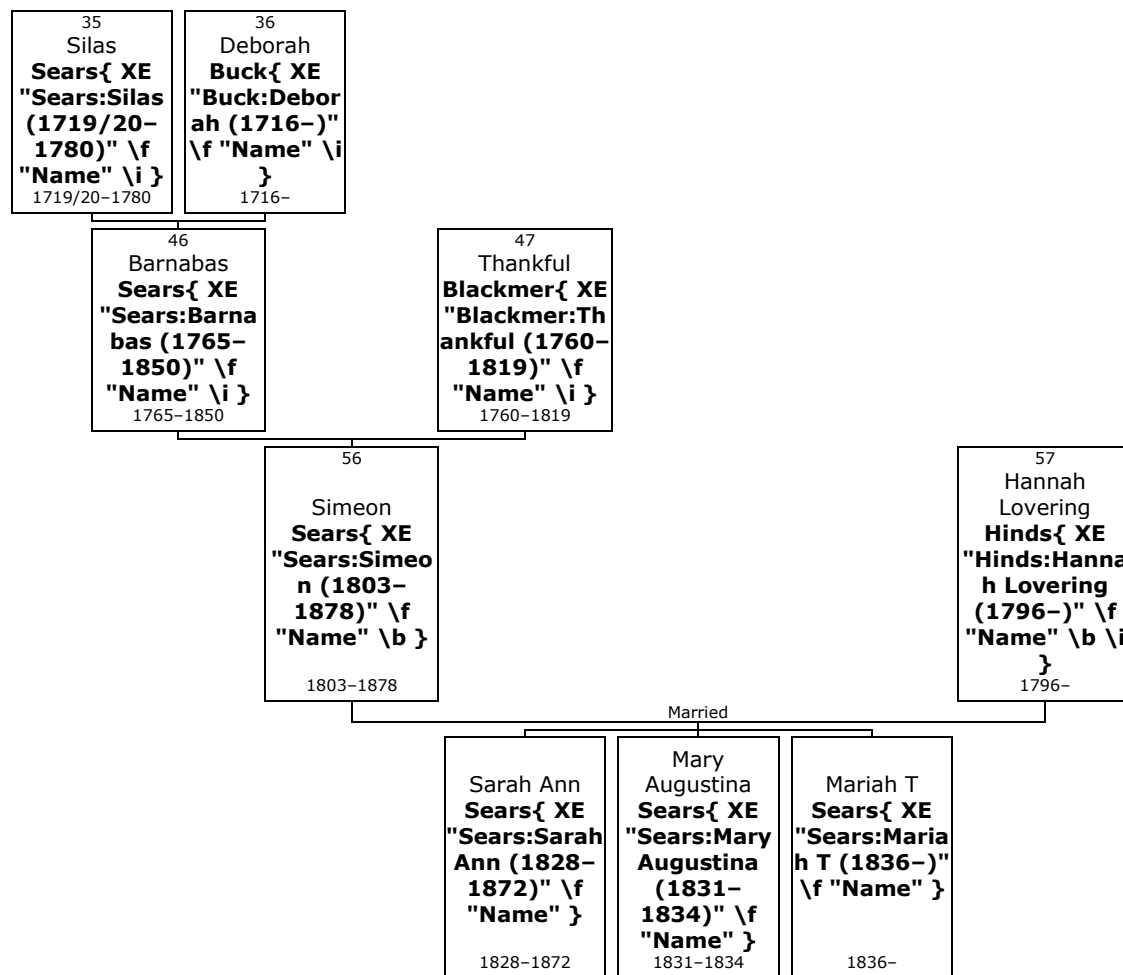 35
Silas
Sears{ XE
"Sears:Silas
(1719/20–
1780)" \f
"Name" \i }
1719/20–1780
36
Deborah
Buck{ XE
"Buck:Debor
ah (1716–)"
\f "Name" \i
}
1716–
46
Barnabas
Sears{ XE
"Sears:Barna
bas (1765–
1850)" \f
"Name" \i }
1765–1850
47
Thankful
Blackmer{ XE
"Blackmer:Th
ankful (1760–
1819)" \f
"Name" \i }
1760–1819
56
Simeon
Sears{ XE
"Sears:Simeo
n (1803–
1878)" \f
"Name" \b }
1803–1878
57
Hannah
Lovering
Hinds{ XE
"Hinds:Hanna
h Lovering
(1796–)" \f
"Name" \b \i
}
1796–
Married
Sarah Ann
Sears{ XE
"Sears:Sarah
Ann (1828–
1872)" \f
"Name" }
1828–1872
Mary
Augustina
Sears{ XE
"Sears:Mary
Augustina
(1831–
1834)" \f
"Name" }
1831–1834
Mariah T
Sears{ XE
"Sears:Maria
h T (1836–)"
\f "Name" }
1836–